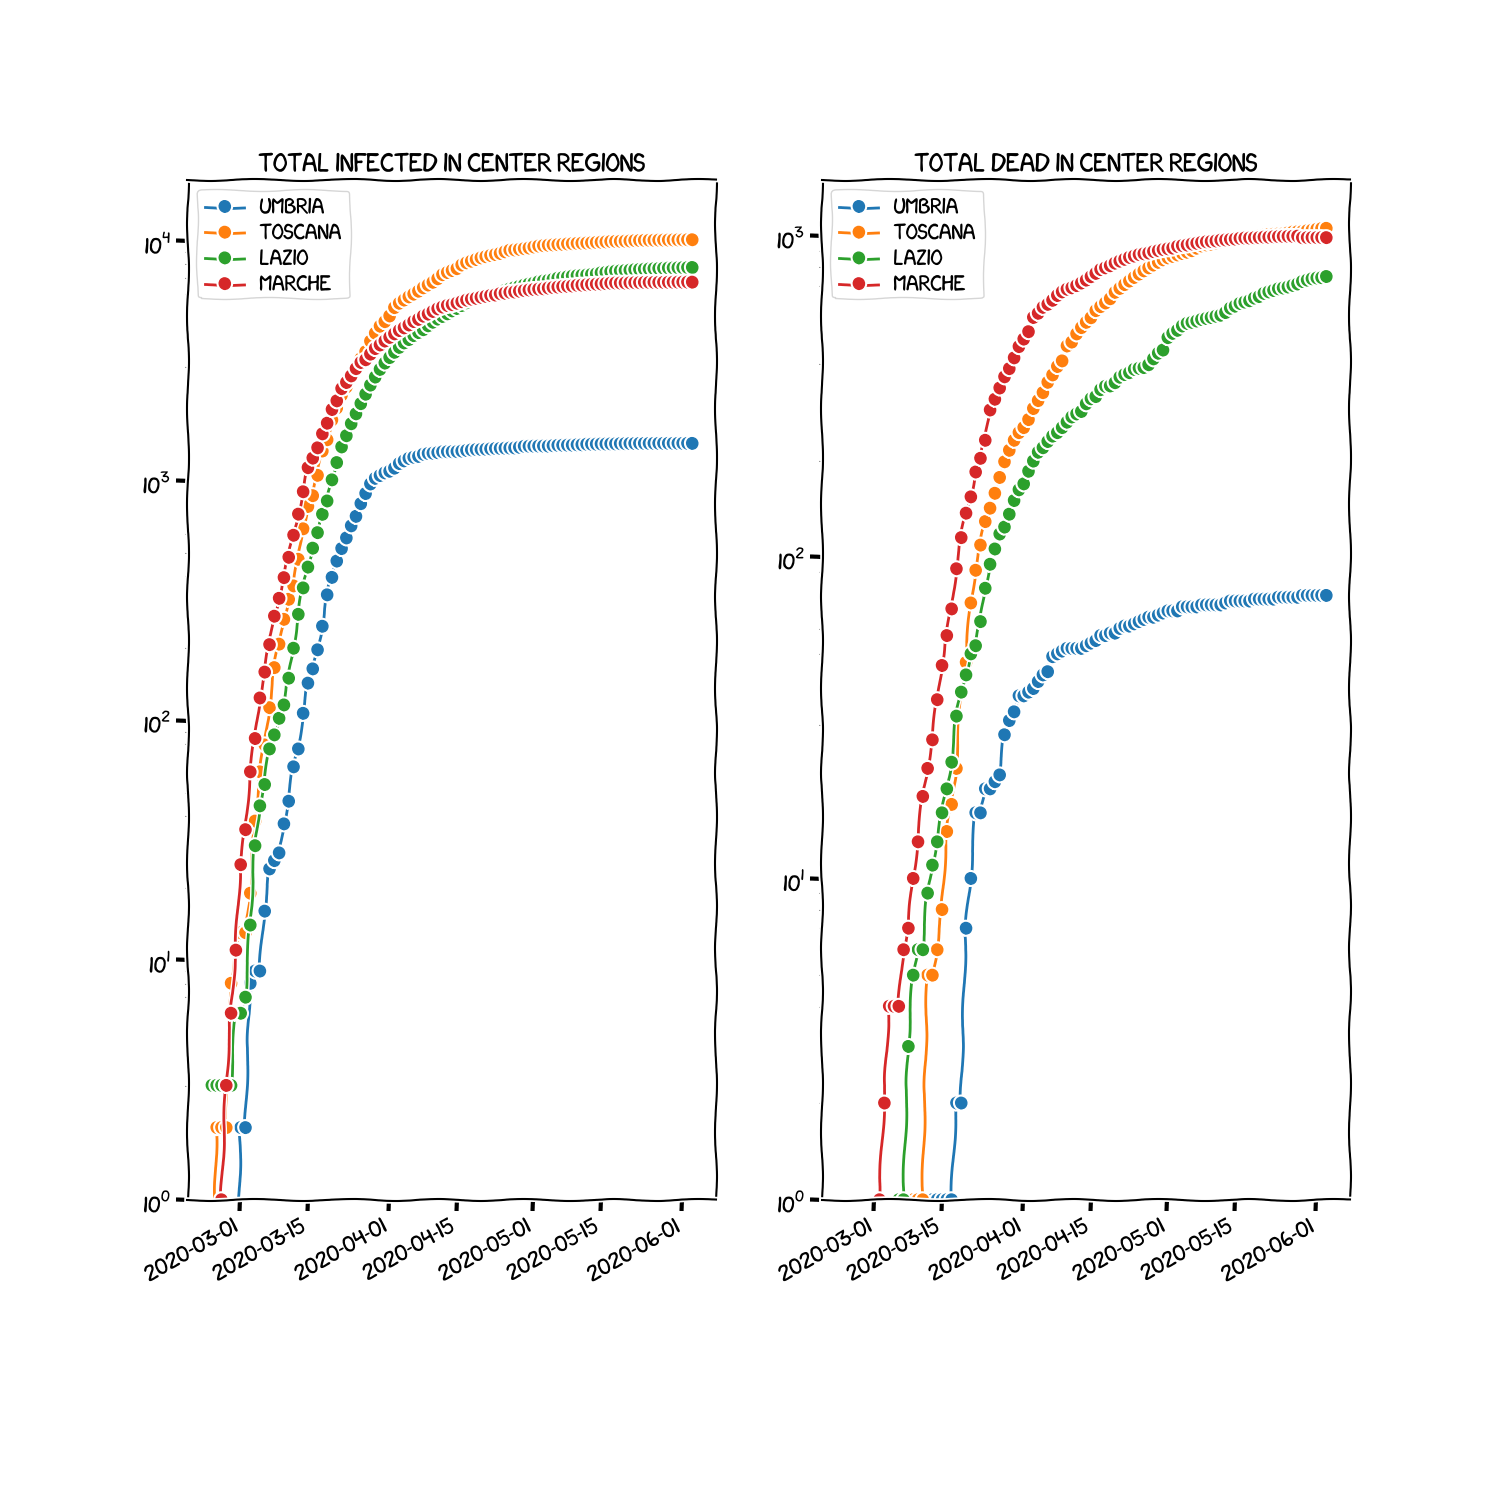 TOTAL INFECTED IN CENTER REGIONS
UMBRIA
TOSCANA
LAZIO
MARCHE
10⁴
10³
10²
10¹
10⁰
2020-03-01
2020-03-15
2020-04-01
2020-04-15
2020-05-01
2020-05-15
2020-06-01
TOTAL DEAD IN CENTER REGIONS
UMBRIA
TOSCANA
LAZIO
MARCHE
10³
10²
10¹
10⁰
2020-03-01
2020-03-15
2020-04-01
2020-04-15
2020-05-01
2020-05-15
2020-06-01